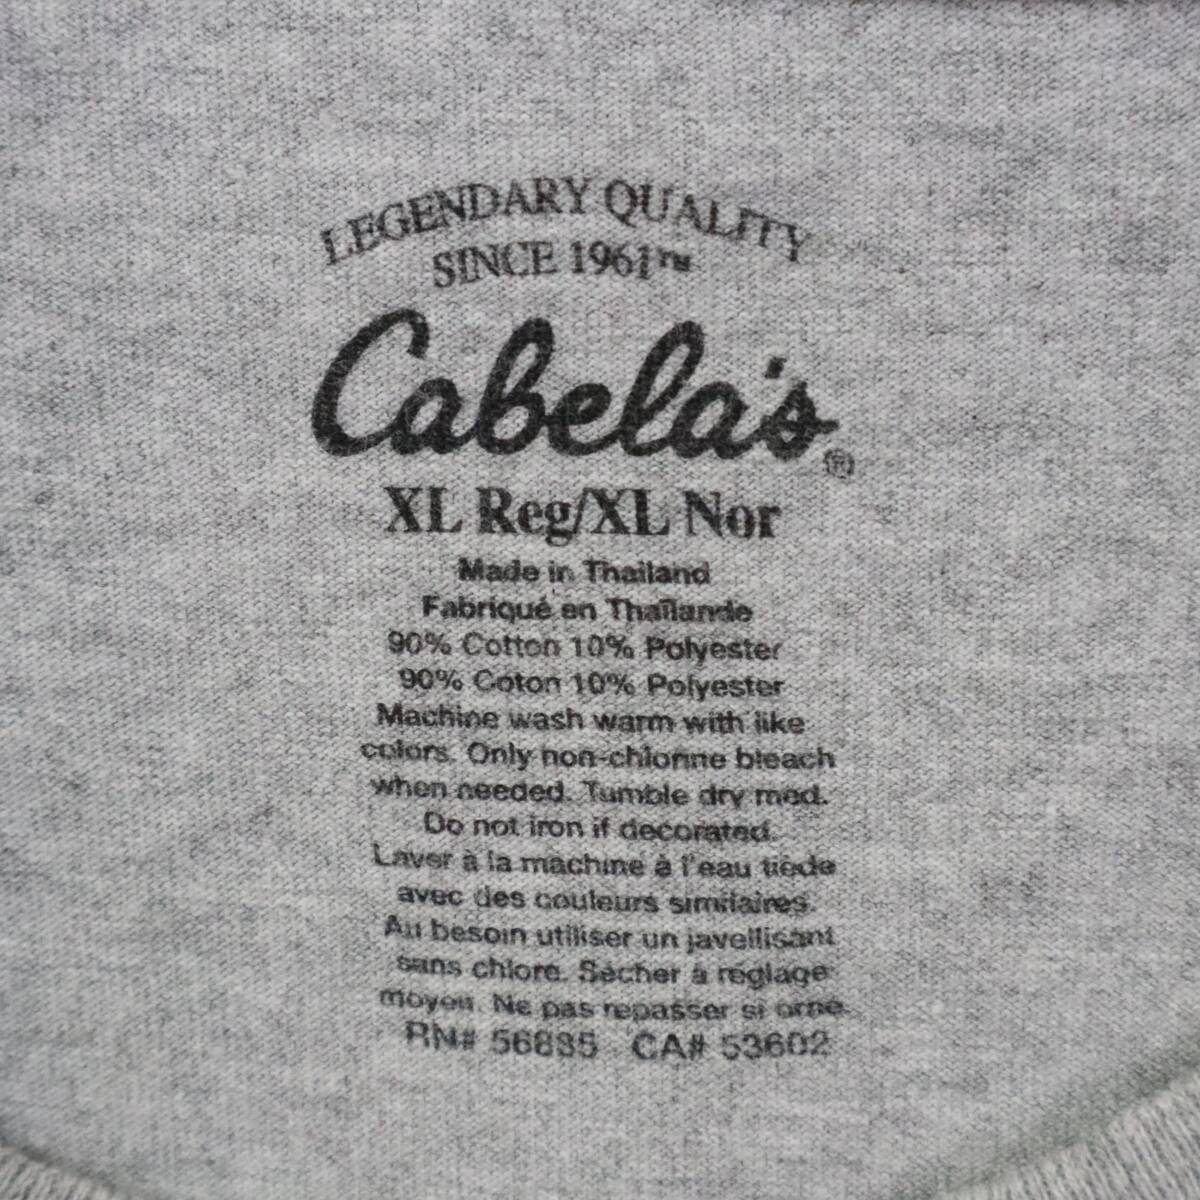 LEGENDARY QUALITY
SINCE 1961™
Cabela's®
XL Reg/XL Nor
Made in Thailand
Fabriqué en Thaïlande
90% Cotton 10% Polyester
90% Coton 10% Polyester
Machine wash warm with like
colors. Only non-chlorine bleach
when needed. Tumble dry med.
Do not iron if decorated.
Laver à la machine à l'eau tiède
avec des couleurs similaires.
Au besoin utiliser un javellisant
sans chlore. Sécher à réglage
moyen. Ne pas repasser si orné.
RN# 56835 CA# 53602